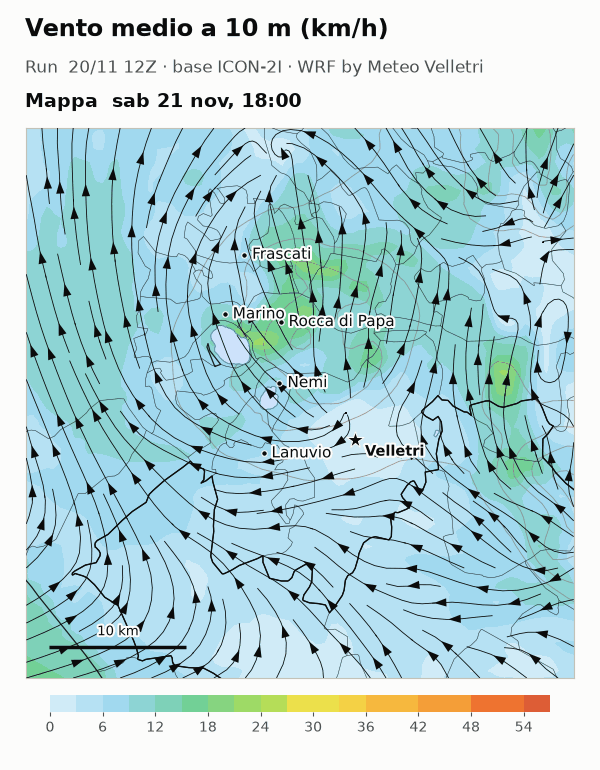 Vento medio a 10 m (km/h)
Run  20/11 12Z · base ICON-2I · WRF by Meteo Velletri
Mappa  sab 21 nov, 18:00
Frascati
Marino
Rocca di Papa
Nemi
Velletri
Lanuvio
10 km
0 6 12 18 24 30 36 42 48 54